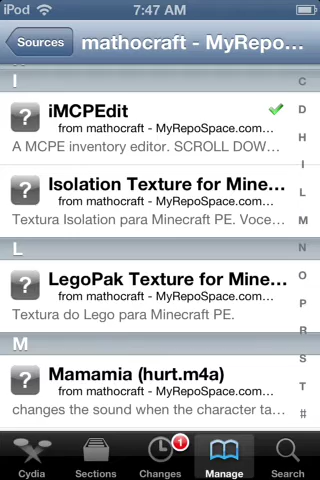 iPod 7:47 AM
Sources
mathocraft - MyRepo...
I
iMCPEdit
from mathocraft - MyRepoSpace.com...
A MCPE inventory editor. SCROLL DOW...
Isolation Texture for Mine...
from mathocraft - MyRepoSpace.com...
Textura Isolation para Minecraft PE. Voce...
L
LegoPak Texture for Mine...
from mathocraft - MyRepoSpace.com...
Textura do Lego para Minecraft PE.
M
Mamamia (hurt.m4a)
from mathocraft - MyRepoSpace.com...
changes the sound when the character ta...
C
D
H
I
L
M
N
O
P
R
S
T
#
1
Cydia Sections Changes Manage Search